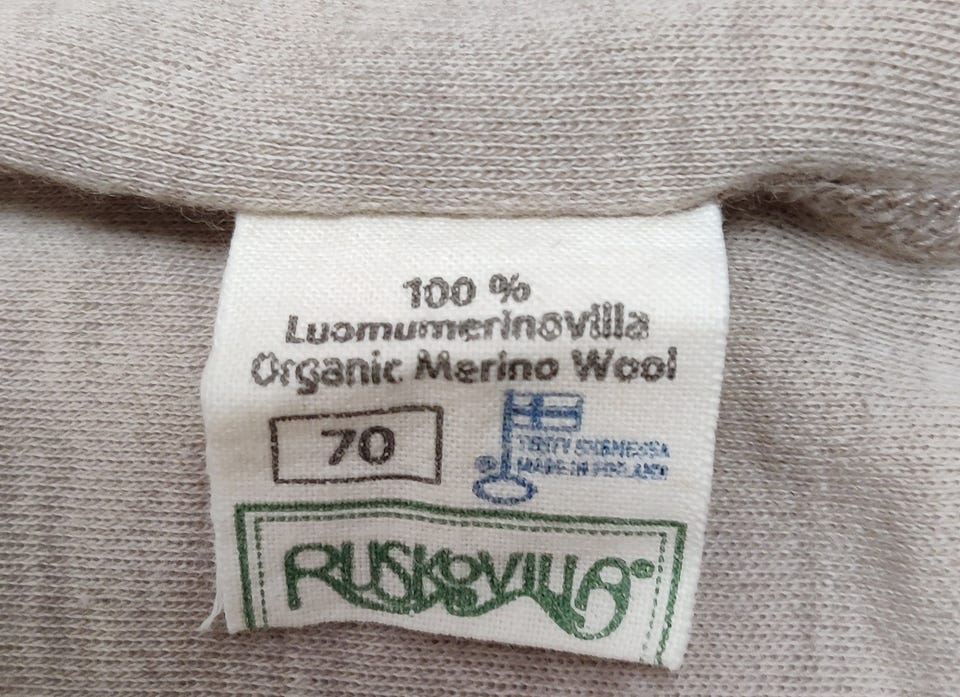 100 %
Luomumerinovilla
Organic Merino Wool
70
TEHTY SUOMESSA
MADE IN FINLAND
RUSKOVILLA®